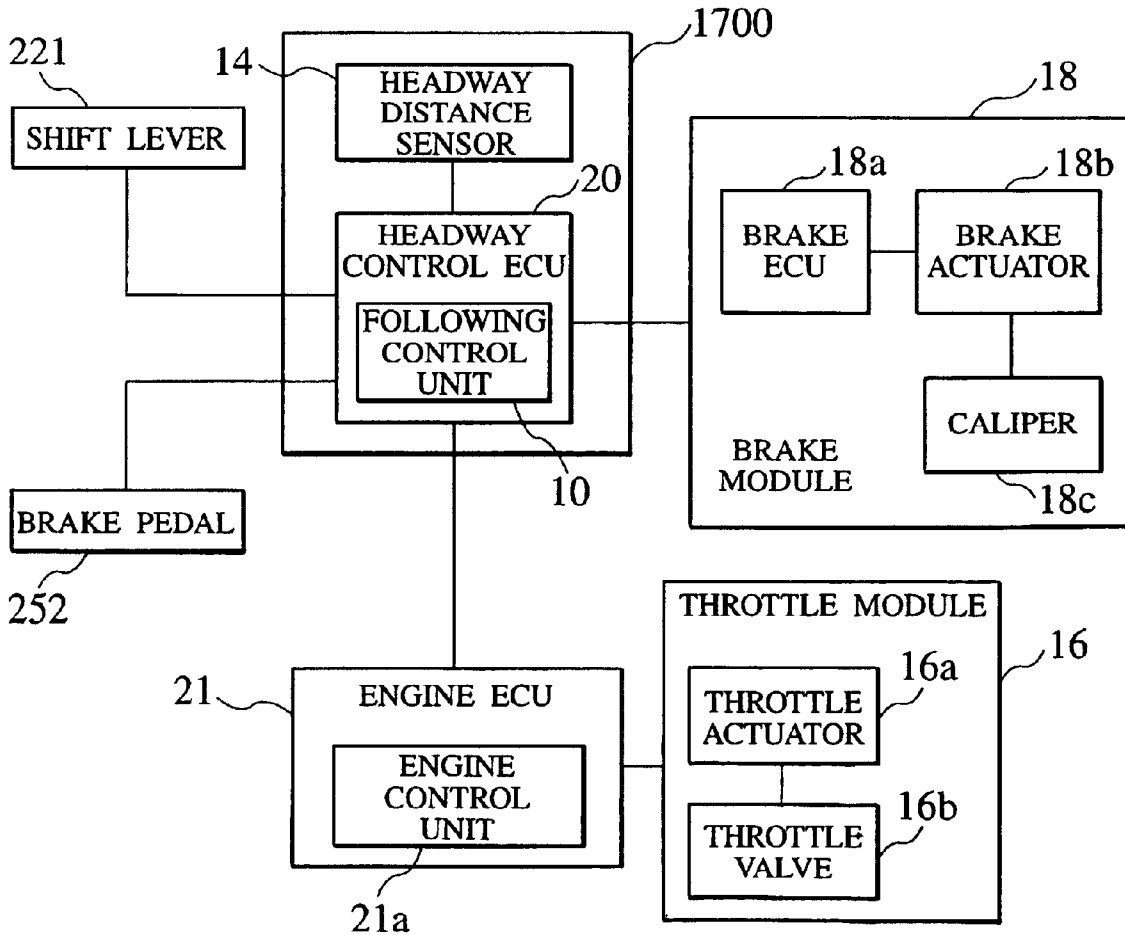 1700
221
14
HEADWAY
DISTANCE
SENSOR
SHIFT LEVER
18
18a
18b
20
HEADWAY
CONTROL ECU
BRAKE
ECU
BRAKE
ACTUATOR
FOLLOWING
CONTROL
UNIT
CALIPER
BRAKE
MODULE
18c
10
BRAKE PEDAL
252
THROTTLE MODULE
16
21
ENGINE ECU
16a
THROTTLE
ACTUATOR
ENGINE
CONTROL
UNIT
16b
THROTTLE
VALVE
21a